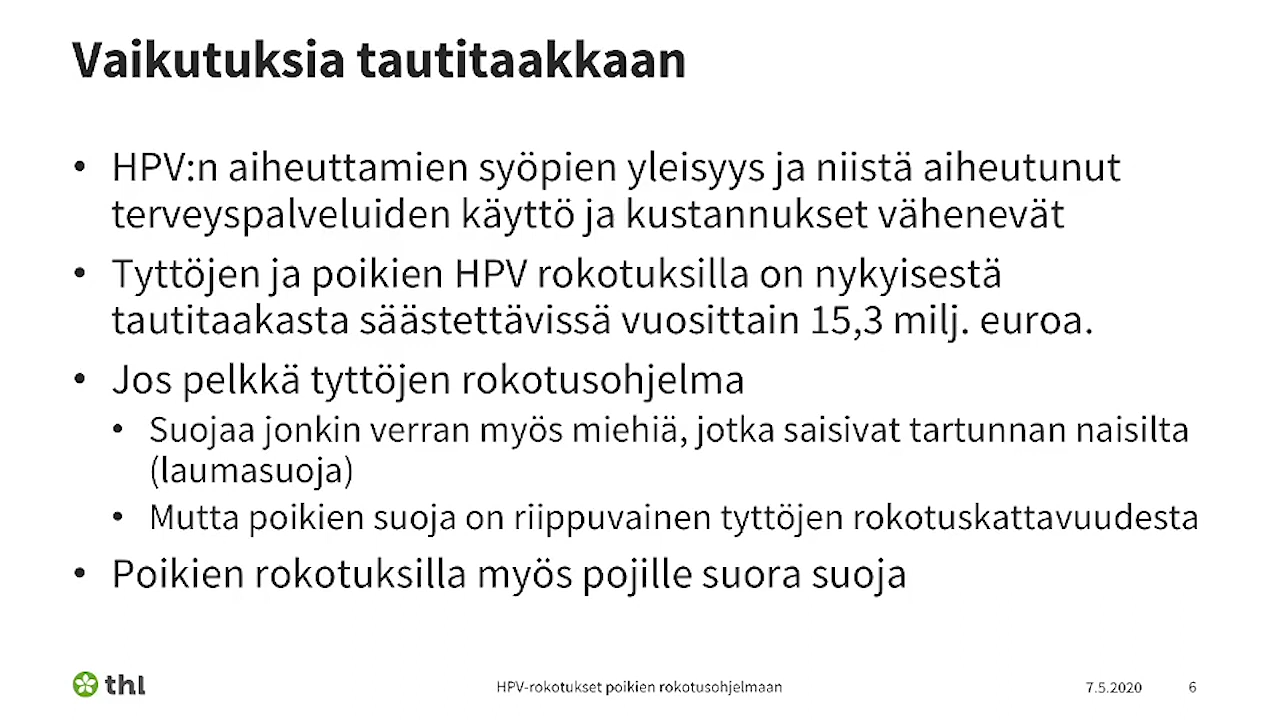 Vaikutuksia tautitaakkaan
• HPV:n aiheuttamien syöpien yleisyys ja niistä aiheutunut
terveyspalveluiden käyttö ja kustannukset vähenevät
• Tyttöjen ja poikien HPV rokotuksilla on nykyisestä
tautitaakasta säästettävissä vuosittain 15,3 milj. euroa.
• Jos pelkkä tyttöjen rokotusohjelma
• Suojaa jonkin verran myös miehiä, jotka saisivat tartunnan naisilta
(laumasuoja)
• Mutta poikien suoja on riippuvainen tyttöjen rokotuskattavuudesta
• Poikien rokotuksilla myös pojille suora suoja
thl
HPV-rokotukset poikien rokotusohjelmaan
7.5.2020
6